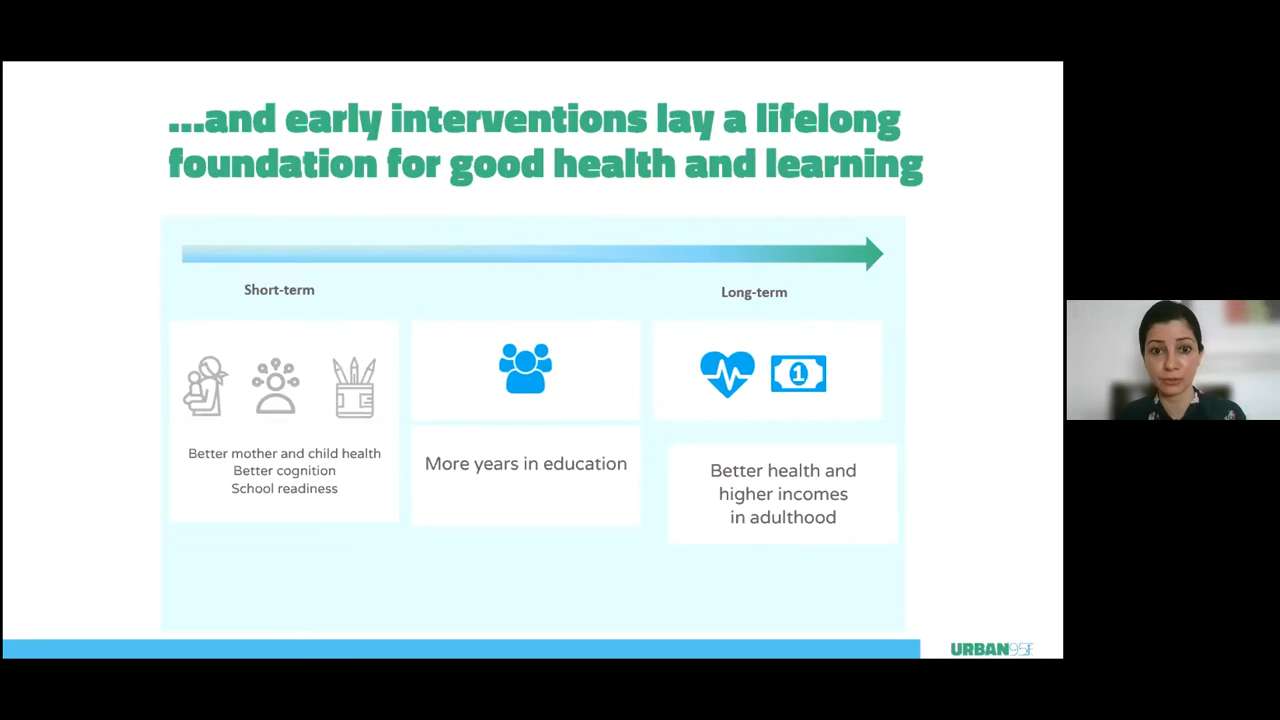 ...and early interventions lay a lifelong
foundation for good health and learning
Short-term
Long-term
Better mother and child health
Better cognition
School readiness
More years in education
Better health and
higher incomes
in adulthood
1
URBAN95